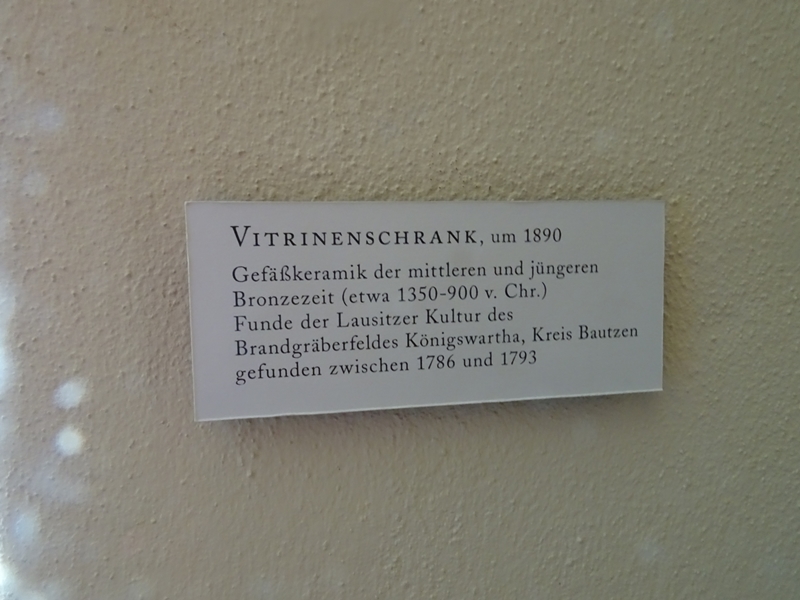 VITRINENSCHRANK, um 1890
Gefäßkeramik der mittleren und jüngeren
Bronzezeit (etwa 1350-900 v. Chr.)
Funde der Lausitzer Kultur des
Brandgräberfeldes Königswartha, Kreis Bautzen
gefunden zwischen 1786 und 1793